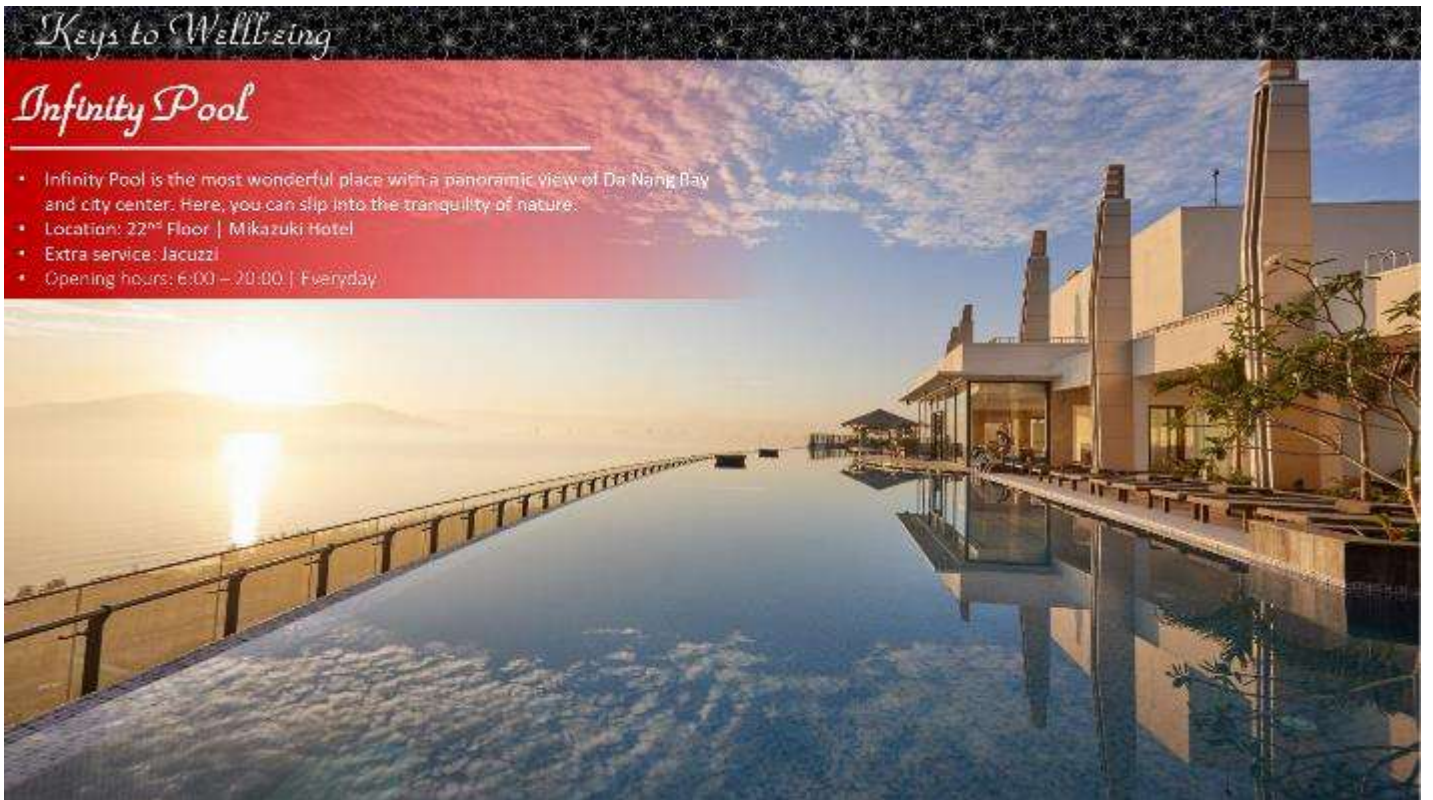 Keys to Wellbeing
Infinity Pool
• Infinity Pool is the most wonderful place with a panoramic view of Da Nang Bay
and city center. Here, you can slip into the tranquility of nature.
• Location: 22nd Floor | Mikazuki Hotel
• Extra service: Jacuzzi
• Opening hours: 6:00 – 20:00 | Everyday